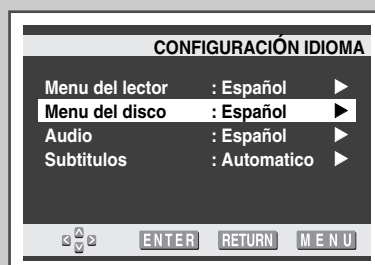 CONFIGURACIÓN IDIOMA
Menu del lector : Español
Menu del disco : Español
Audio : Español
Subtitulos : Automatico
ENTER RETURN MENU